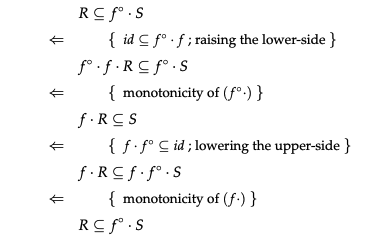 R ⊆ f° · S
⇐ { id ⊆ f° · f ; raising the lower-side }
f° · f · R ⊆ f° · S
⇐ { monotonicity of (f°·) }
f · R ⊆ S
⇐ { f · f° ⊆ id ; lowering the upper-side }
f · R ⊆ f · f° · S
⇐ { monotonicity of (f·) }
R ⊆ f° · S